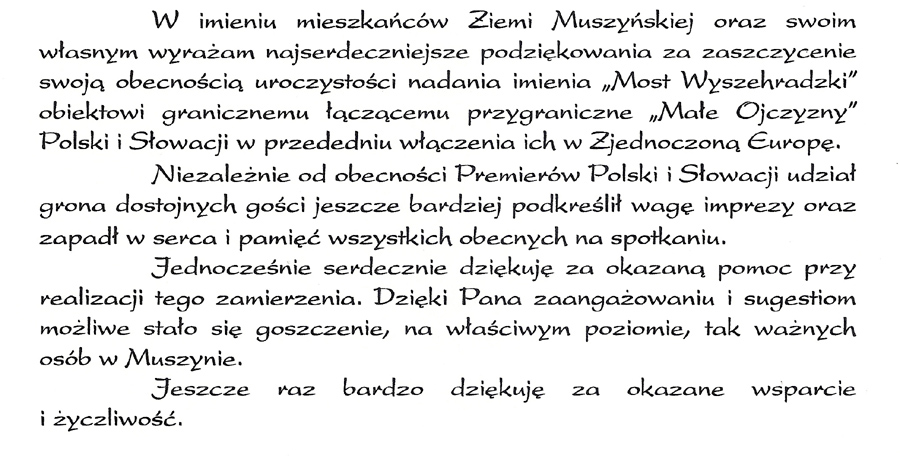 W imieniu mieszkańców Ziemi Muszyńskiej oraz swoim
własnym wyrażam najserdeczniejsze podziękowania za zaszczycenie
swoją obecnością uroczystości nadania imienia „Most Wyszehradzki”
obiektowi granicznemu łączącemu przygraniczne „Małe Ojczyzny”
Polski i Słowacji w przededniu włączenia ich w Zjednoczoną Europę.
Niezależnie od obecności Premierów Polski i Słowacji udział
grona dostojnych gości jeszcze bardziej podkreślił wagę imprezy oraz
zapadł w serca i pamięć wszystkich obecnych na spotkaniu.
Jednocześnie serdecznie dziękuję za okazaną pomoc przy
realizacji tego zamierzenia. Dzięki Pana zaangażowaniu i sugestiom
możliwe stało się goszczenie, na właściwym poziomie, tak ważnych
osób w Muszynie.
Jeszcze raz bardzo dziękuję za okazane wsparcie
i życzliwość.